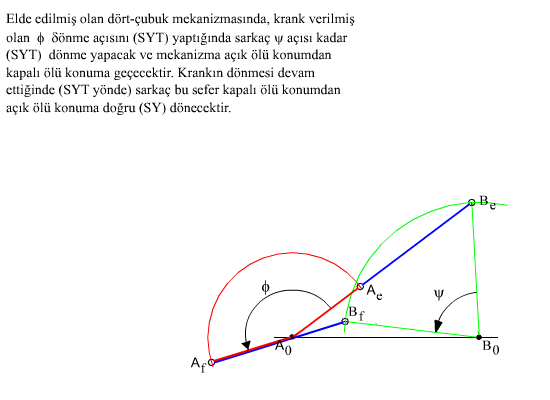 Elde edilmiş olan dört-çubuk mekanizmasında, krank verilmiş
olan ϕ dönme açısını (SYT) yaptığında sarkaç ψ açısı kadar
(SYT) dönme yapacak ve mekanizma açık ölü konumdan
kapalı ölü konuma geçecektir. Krankın dönmesi devam
ettiğinde (SYT yönde) sarkaç bu sefer kapalı ölü konumdan
açık ölü konuma doğru (SY) dönecektir.
Be
ϕ
Ae
ψ
Bf
A0
B0
Af